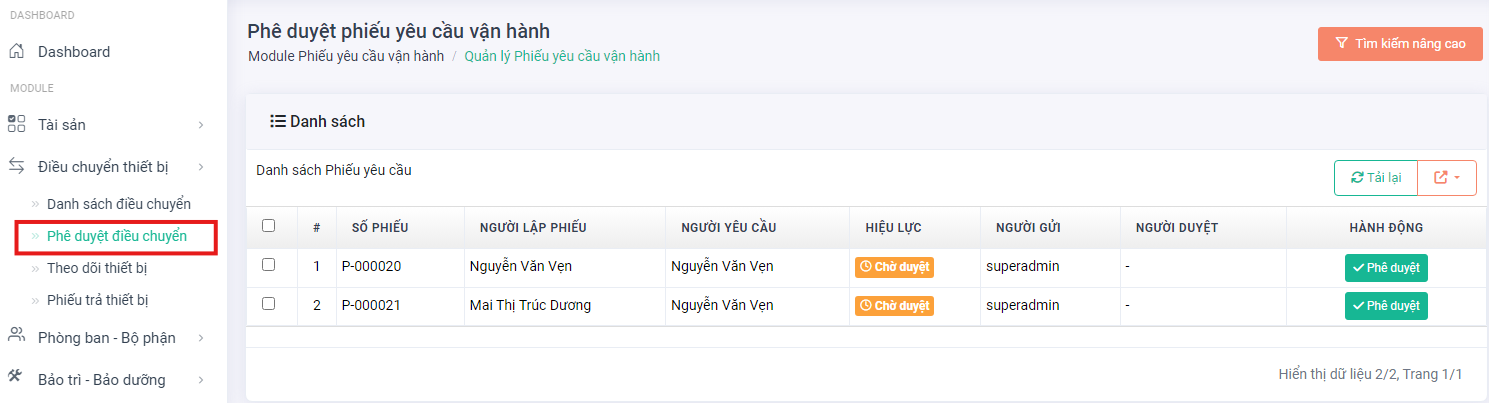 DASHBOARD
Dashboard
MODULE
Tài sản
Điều chuyển thiết bị
Danh sách điều chuyển
Phê duyệt điều chuyển
Theo dõi thiết bị
Phiếu trả thiết bị
Phòng ban - Bộ phận
Bảo trì - Bảo dưỡng
Phê duyệt phiếu yêu cầu vận hành
Module Phiếu yêu cầu vận hành / Quản lý Phiếu yêu cầu vận hành
Tìm kiếm nâng cao
Danh sách
Danh sách Phiếu yêu cầu
Tải lại
# SỐ PHIẾU NGƯỜI LẬP PHIẾU NGƯỜI YÊU CẦU HIỆU LỰC NGƯỜI GỬI NGƯỜI DUYỆT HÀNH ĐỘNG
1 P-000020 Nguyễn Văn Vẹn Nguyễn Văn Vẹn Chờ duyệt superadmin - Phê duyệt
2 P-000021 Mai Thị Trúc Dương Nguyễn Văn Vẹn Chờ duyệt superadmin - Phê duyệt
Hiển thị dữ liệu 2/2, Trang 1/1